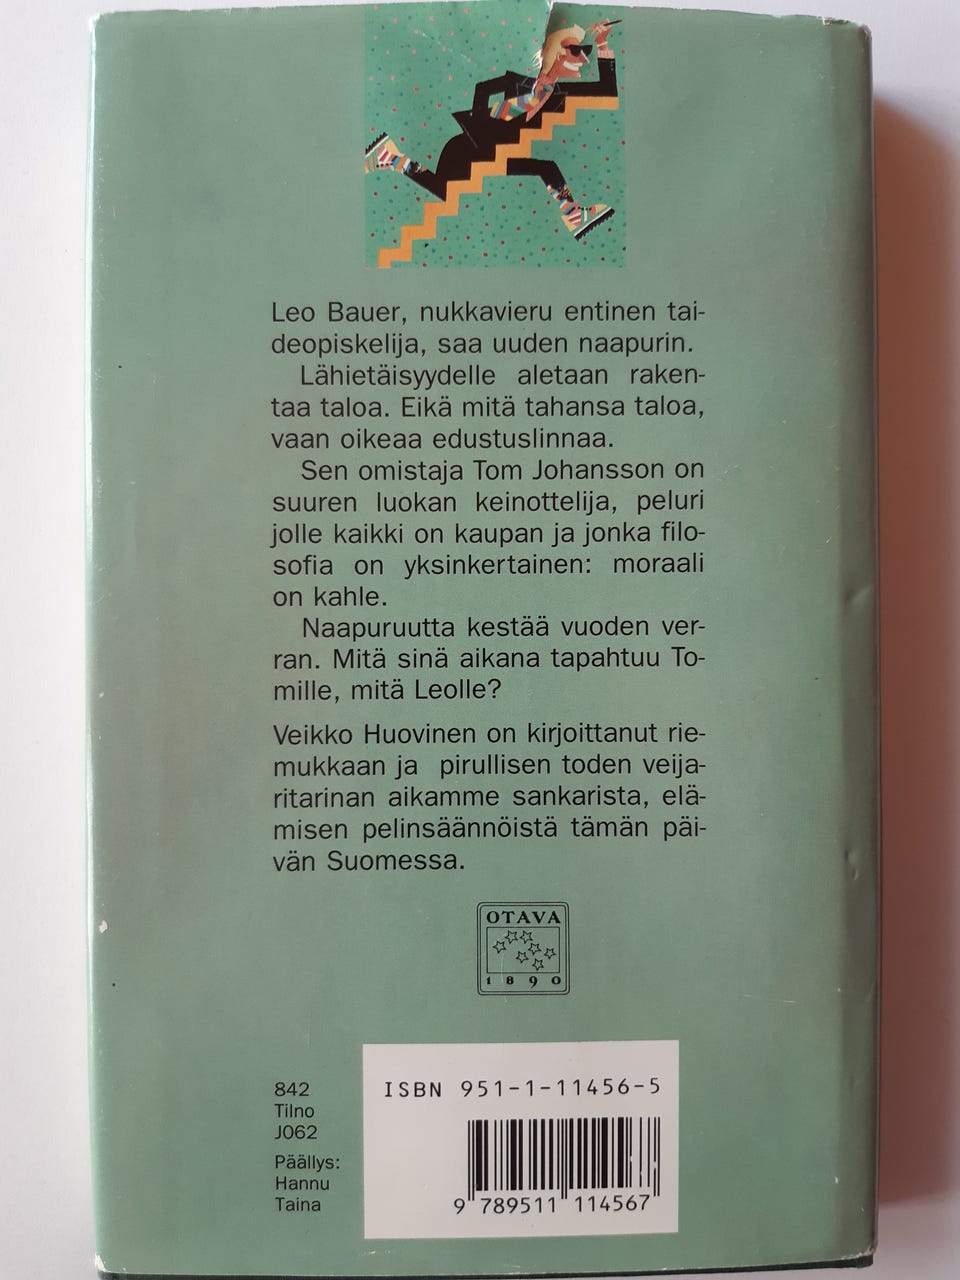 Leo Bauer, nukkavieru entinen tai-
deopiskelija, saa uuden naapurin.
Lähietäisyydelle aletaan raken-
taa taloa. Eikä mitä tahansa taloa,
vaan oikeaa edustuslinnaa.
Sen omistaja Tom Johansson on
suuren luokan keinottelija, peluri
jolle kaikki on kaupan ja jonka filo-
sofia on yksinkertainen: moraali
on kahle.
Naapuruutta kestää vuoden ver-
ran. Mitä sinä aikana tapahtuu To-
mille, mitä Leolle?
Veikko Huovinen on kirjoittanut rie-
mukkaan ja pirullisen toden veija-
ritarinan aikamme sankarista, elä-
misen pelinsäännöistä tämän päi-
vän Suomessa.
OTAVA
1890
842
Tilno
J062
Päällys:
Hannu
Taina
ISBN 951-1-11456-5
9 789511 114567